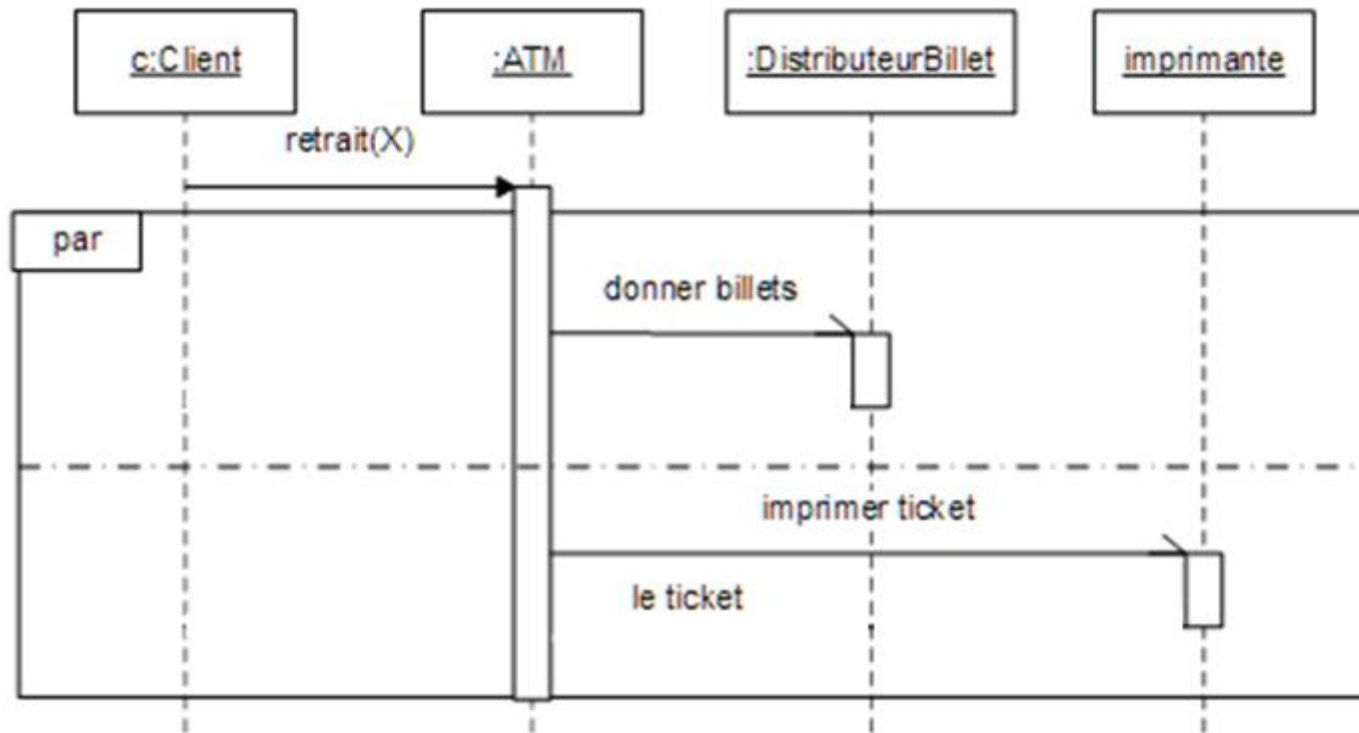 c:Client
:ATM
:DistributeurBillet
imprimante
retrait(X)
par
donner billets
imprimer ticket
le ticket